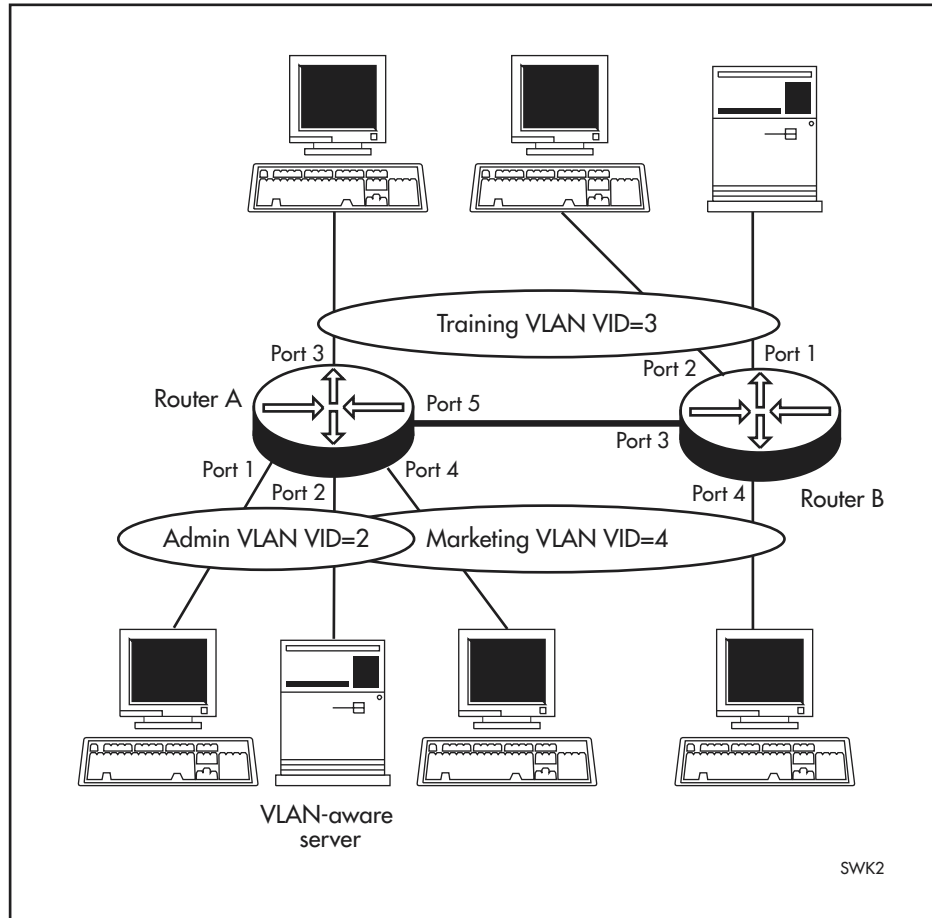 Training VLAN VID=3
Port 3
Port 2
Port 1
Router A
Port 5
Port 3
Port 1
Port 2
Port 4
Port 4
Router B
Admin VLAN VID=2
Marketing VLAN VID=4
VLAN-aware
server
SWK2